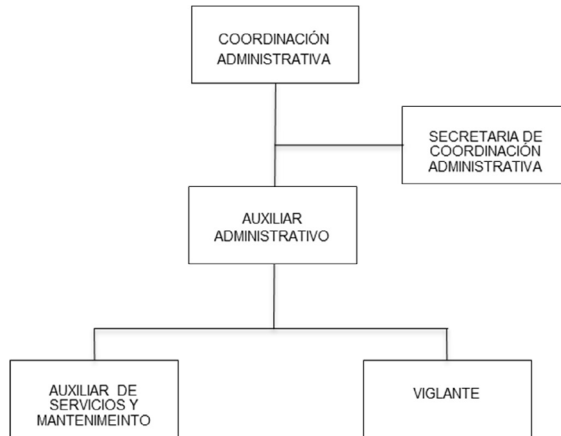 COORDINACIÓN
ADMINISTRATIVA
SECRETARIA DE
COORDINACIÓN
ADMINISTRATIVA
AUXILIAR
ADMINISTRATIVO
AUXILIAR DE
SERVICIOS Y
MANTENIMEINTO
VIGLANTE